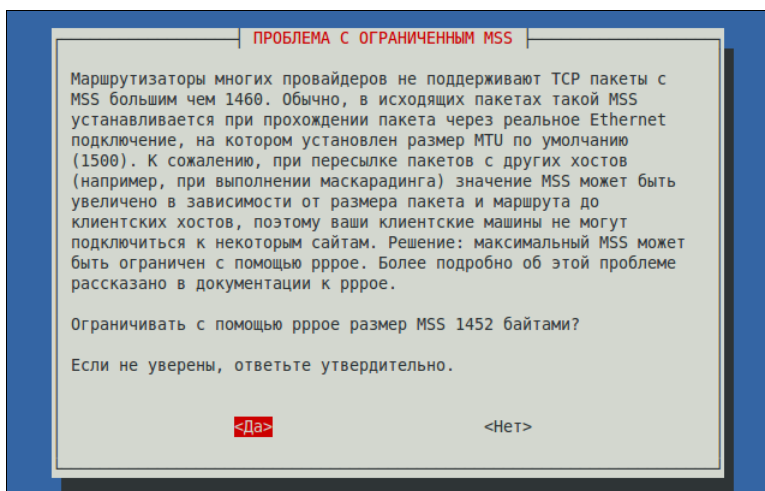 ПРОБЛЕМА С ОГРАНИЧЕННЫМ MSS
Маршрутизаторы многих провайдеров не поддерживают TCP пакеты с
MSS большим чем 1460. Обычно, в исходящих пакетах такой MSS
устанавливается при прохождении пакета через реальное Ethernet
подключение, на котором установлен размер MTU по умолчанию
(1500). К сожалению, при пересылке пакетов с других хостов
(например, при выполнении маскарадинга) значение MSS может быть
увеличено в зависимости от размера пакета и маршрута до
клиентских хостов, поэтому ваши клиентские машины не могут
подключиться к некоторым сайтам. Решение: максимальный MSS может
быть ограничен с помощью pppoe. Более подробно об этой проблеме
рассказано в документации к pppoe.
Ограничивать с помощью pppoe размер MSS 1452 байтами?
Если не уверены, ответьте утвердительно.
<Да> <Нет>